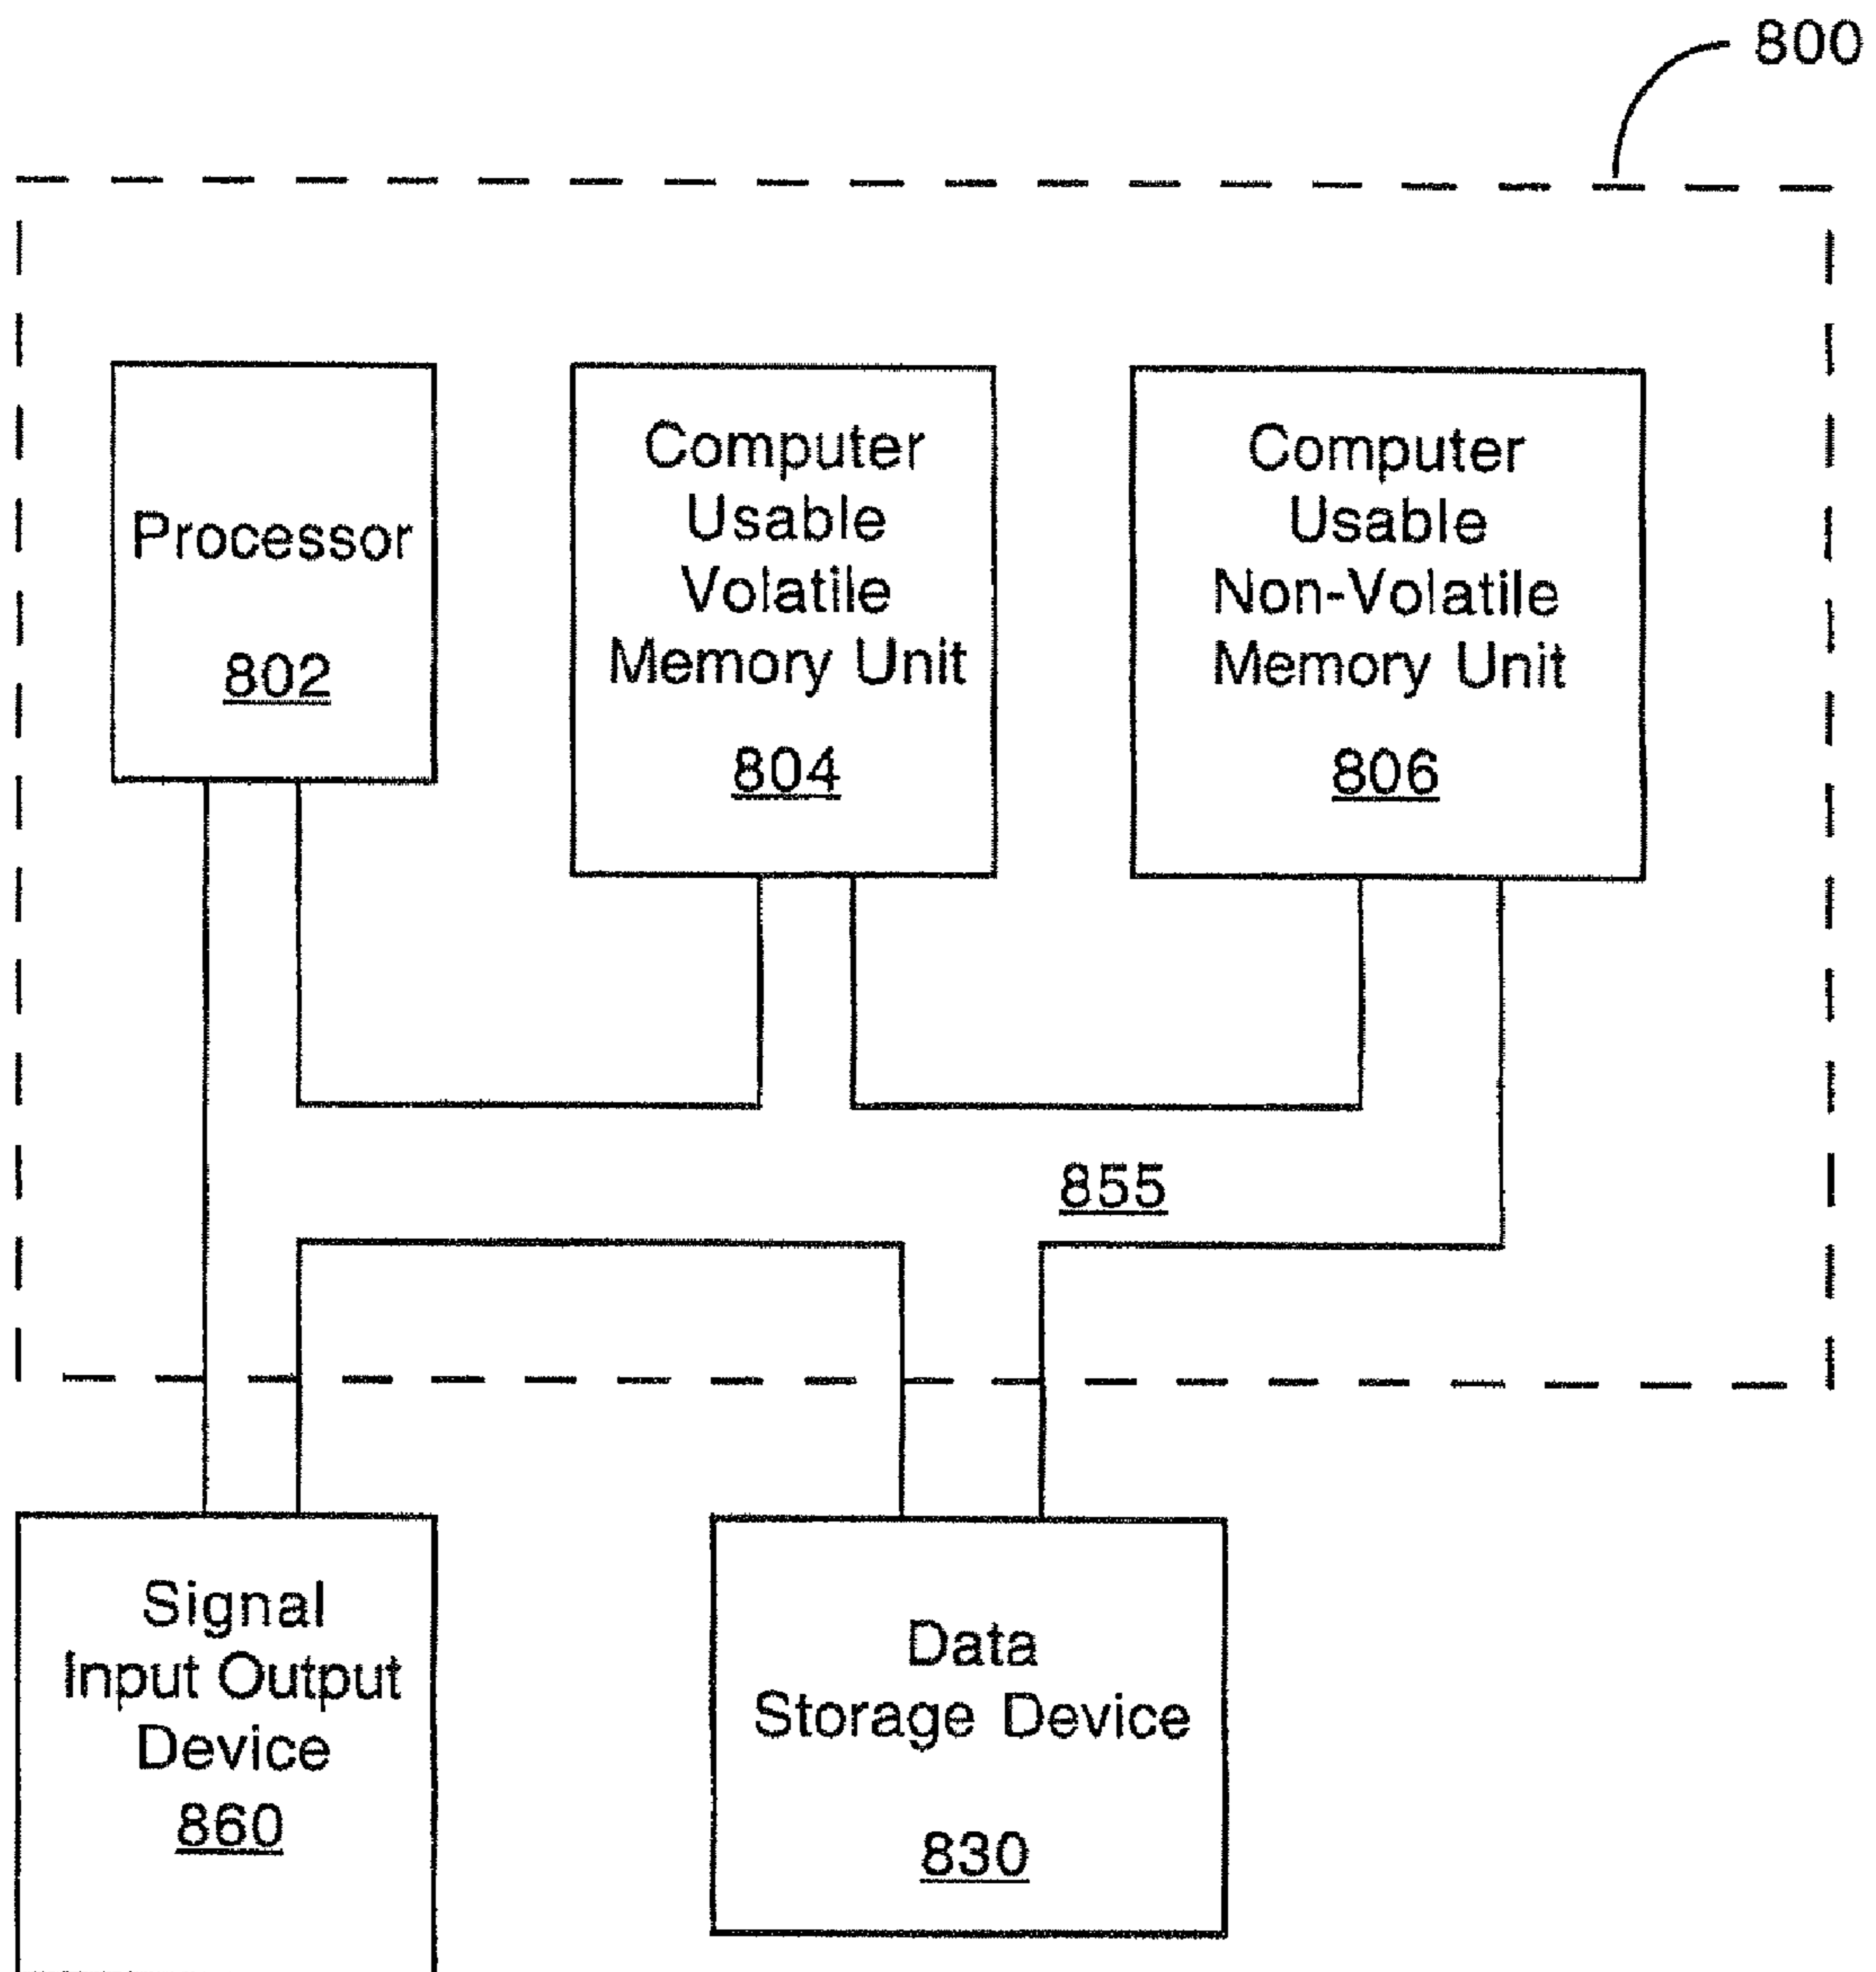 800
Processor
802
Computer
Usable
Volatile
Memory Unit
804
Computer
Usable
Non-Volatile
Memory Unit
806
855
Signal
Input Output
Device
860
Data
Storage Device
830